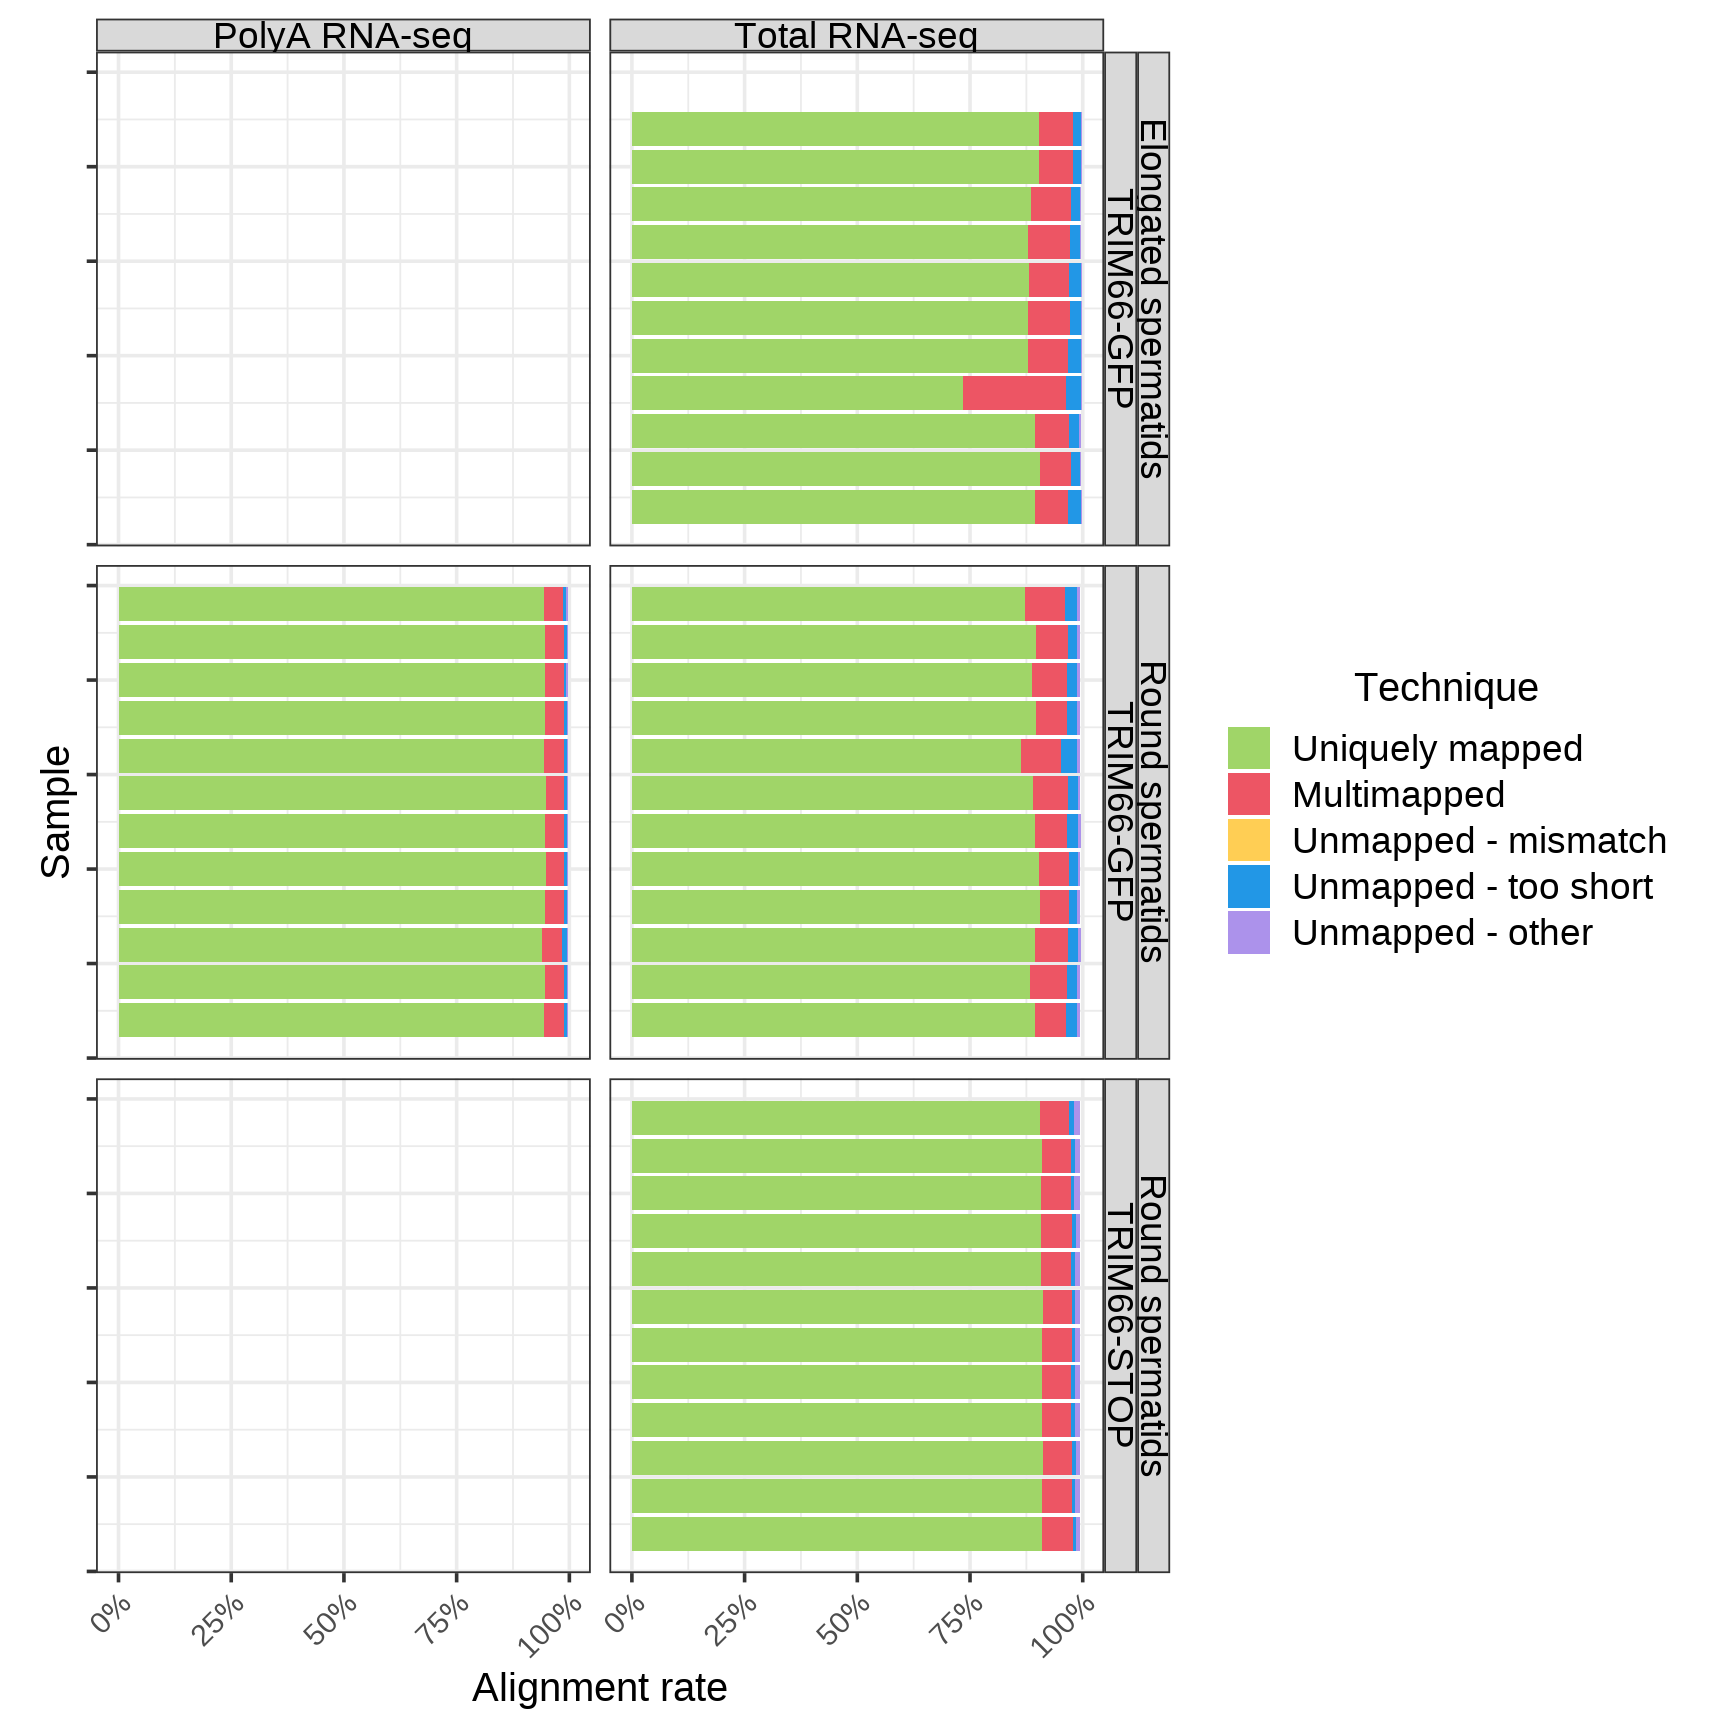 PolyA RNA-seq
Total RNA-seq
Elongated spermatids
TRIM66-GFP
Round spermatids
TRIM66-GFP
Round spermatids
TRIM66-STOP
Sample
Technique
Uniquely mapped
Multimapped
Unmapped - mismatch
Unmapped - too short
Unmapped - other
0% 25% 50% 75% 100% 0% 25% 50% 75% 100%
Alignment rate